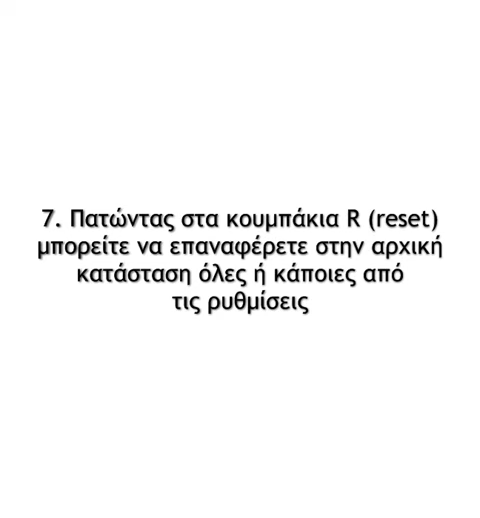 7. Πατώντας στα κουμπάκια R (reset)
μπορείτε να επαναφέρετε στην αρχική
κατάσταση όλες ή κάποιες από
τις ρυθμίσεις